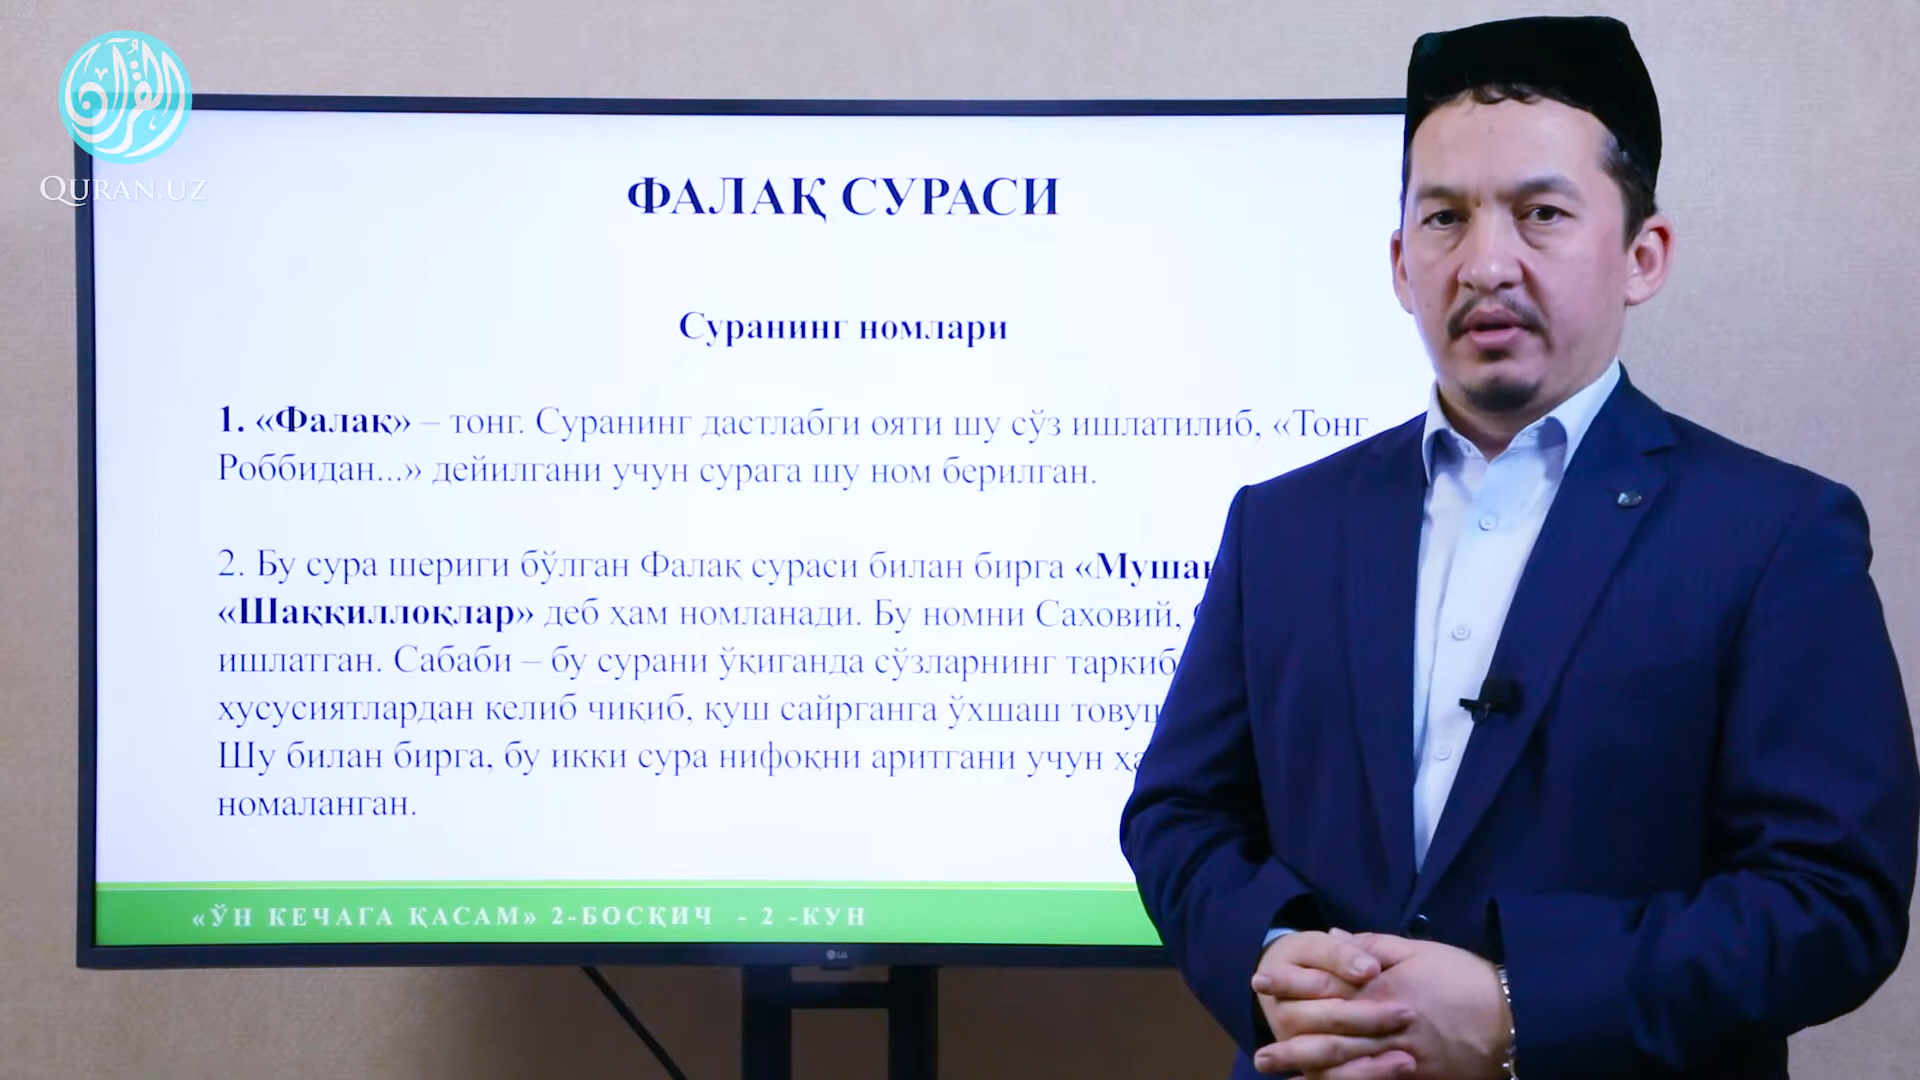 القرآن
QURAN.UZ
ФАЛАҚ СУРАСИ
Суранинг номлари
1. «Фалақ» – тонг. Суранинг дастлабги ояти шу сўз ишлатилиб, «Тонг
Роббидан...» дейилгани учун сурага шу ном берилган.
2. Бу сура шериги бўлган Фалақ сураси билан бирга
«Шаққиллоқлар» деб ҳам номланади. Бу номни Саховий,
ишлатган. Сабаби – бу сурани ўқиганда сўзларнинг
хусусиятлардан келиб чиқиб, қуш сайрганга ўхшаш
Шу билан бирга, бу икки сура нифоқни аритгани учун
номаланган.
«ЎН КЕЧАГА ҚАСАМ» 2-БОСҚИЧ - 2 -КУН
LG